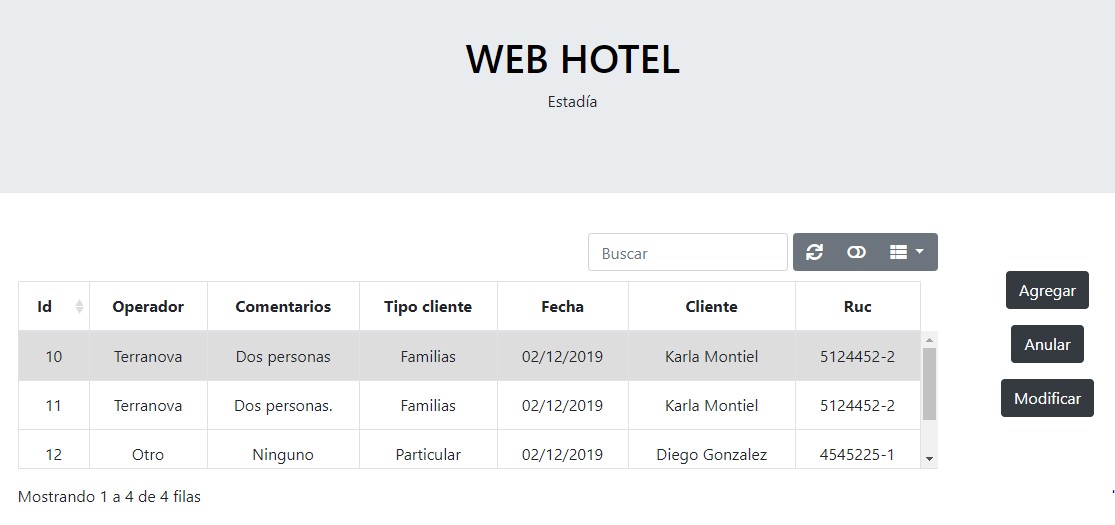 WEB HOTEL
Estadía
Buscar
Agregar
Id Operador Comentarios Tipo cliente Fecha Cliente Ruc
Anular
10 Terranova Dos personas Familias 02/12/2019 Karla Montiel 5124452-2
Modificar
11 Terranova Dos personas. Familias 02/12/2019 Karla Montiel 5124452-2
12 Otro Ninguno Particular 02/12/2019 Diego Gonzalez 4545225-1
Mostrando 1 a 4 de 4 filas